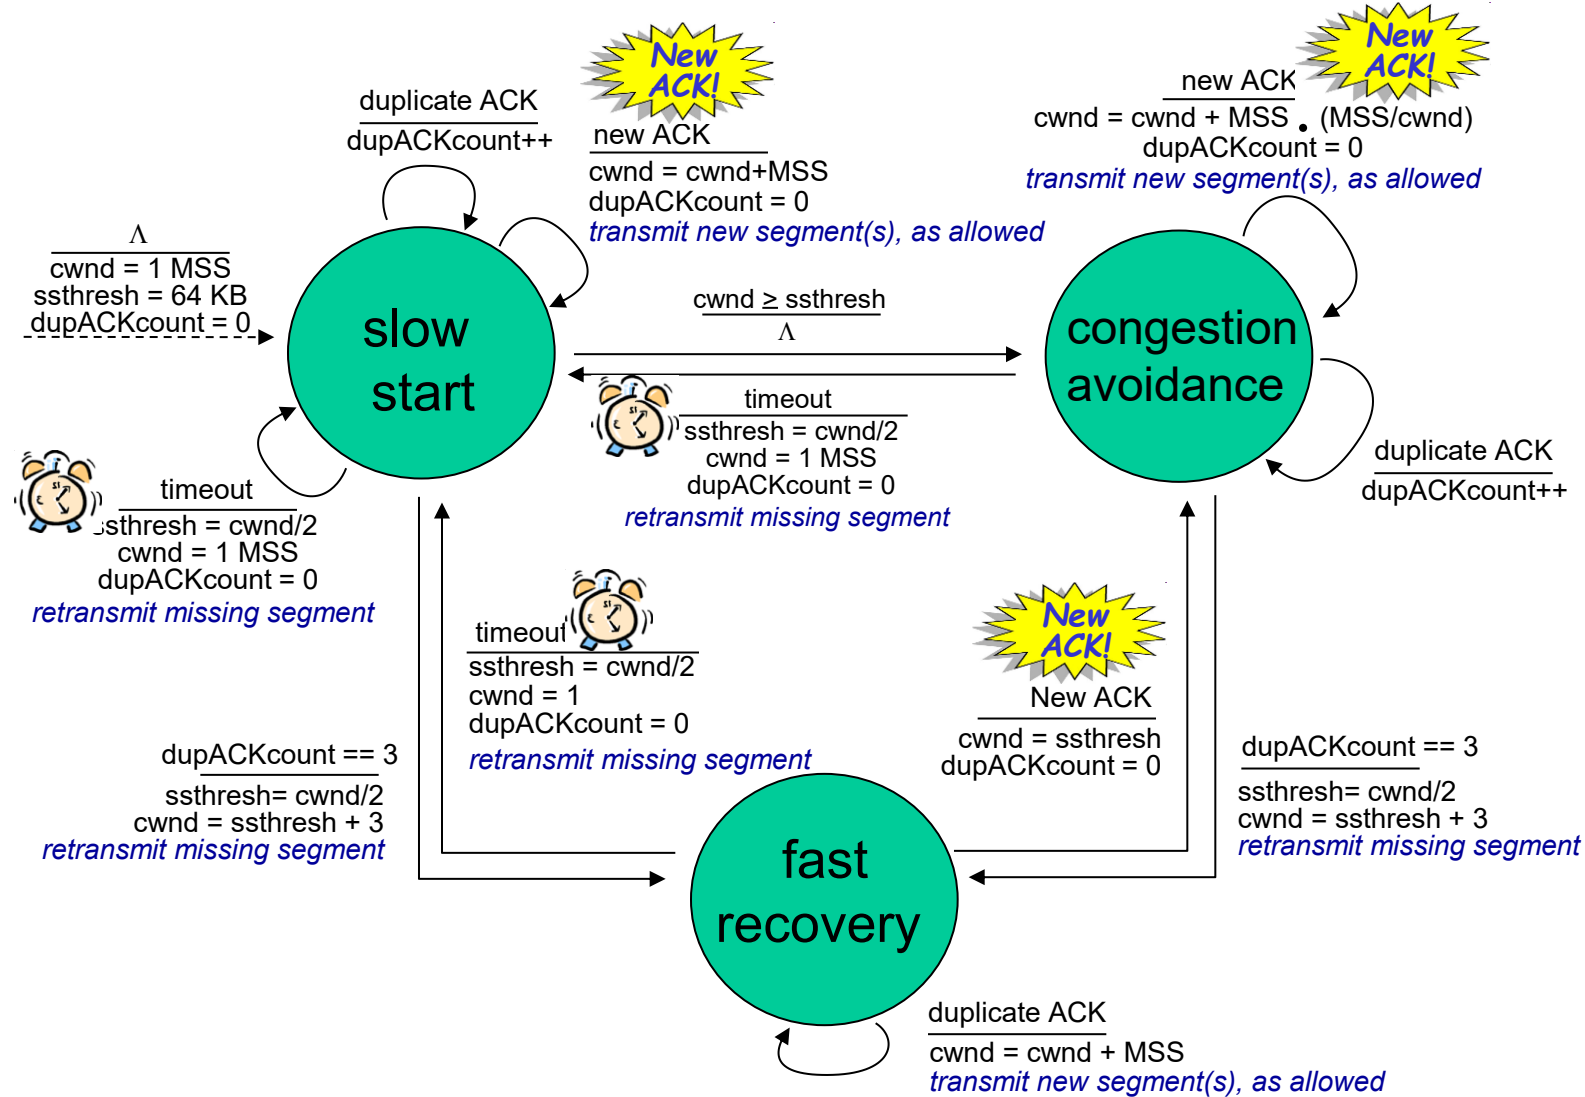 New
ACK!
duplicate ACK
dupACKcount++
new ACK
cwnd = cwnd+MSS
dupACKcount = 0
transmit new segment(s), as allowed
New
ACK!
new ACK
cwnd = cwnd + MSS • (MSS/cwnd)
dupACKcount = 0
transmit new segment(s), as allowed
Λ
cwnd = 1 MSS
ssthresh = 64 KB
dupACKcount = 0
slow
start
cwnd ≥ ssthresh
Λ
congestion
avoidance
timeout
ssthresh = cwnd/2
cwnd = 1 MSS
dupACKcount = 0
retransmit missing segment
duplicate ACK
dupACKcount++
timeout
ssthresh = cwnd/2
cwnd = 1 MSS
dupACKcount = 0
retransmit missing segment
timeout
ssthresh = cwnd/2
cwnd = 1
dupACKcount = 0
retransmit missing segment
New
ACK!
New ACK
cwnd = ssthresh
dupACKcount = 0
dupACKcount == 3
ssthresh= cwnd/2
cwnd = ssthresh + 3
retransmit missing segment
dupACKcount == 3
ssthresh= cwnd/2
cwnd = ssthresh + 3
retransmit missing segment
fast
recovery
duplicate ACK
cwnd = cwnd + MSS
transmit new segment(s), as allowed